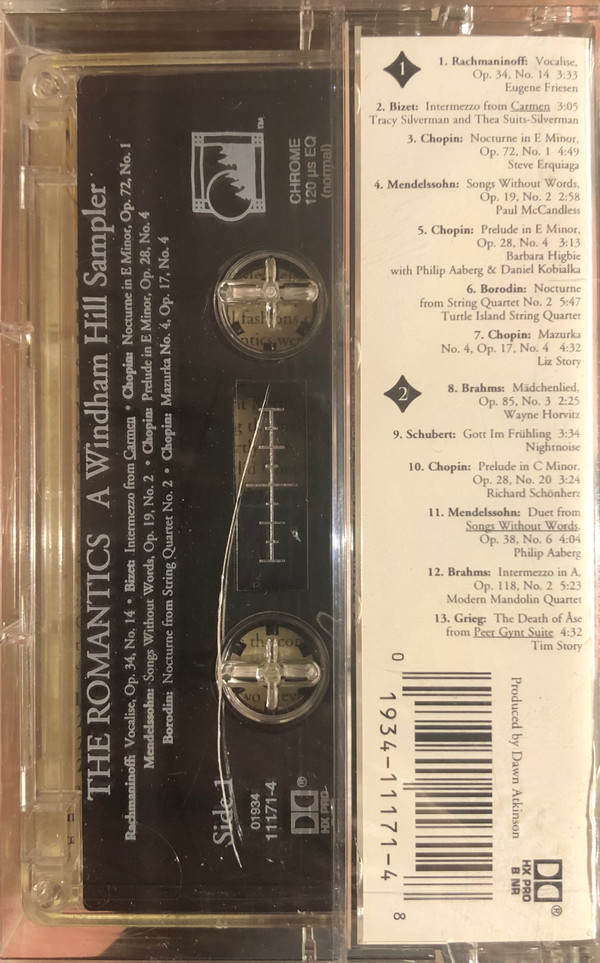 THE ROMANTICS A Windham Hill Sampler
Rachmaninoff: Vocalise, Op. 34, No. 14 • Bizet: Intermezzo from Carmen • Chopin: Nocturne in E Minor, Op. 72, No. 1
Mendelssohn: Songs Without Words, Op. 19, No. 2 • Chopin: Prelude in E Minor, Op. 28, No. 4
Borodin: Nocturne from String Quartet No. 2 • Chopin: Mazurka No. 4, Op. 17, No. 4
TM
CHROME
120 µs EQ
(normal)
Side 1
01934
11171-4
HX PRO
1
1. Rachmaninoff: Vocalise,
Op. 34, No. 14 3:33
Eugene Friesen
2. Bizet: Intermezzo from Carmen 3:05
Tracy Silverman and Thea Suits-Silverman
3. Chopin: Nocturne in E Minor,
Op. 72, No. 1 4:49
Steve Erquiaga
4. Mendelssohn: Songs Without Words,
Op. 19, No. 2 2:58
Paul McCandless
5. Chopin: Prelude in E Minor,
Op. 28, No. 4 3:13
Barbara Higbie
with Philip Aaberg & Daniel Kobialka
6. Borodin: Nocturne
from String Quartet No. 2 5:47
Turtle Island String Quartet
7. Chopin: Mazurka
No. 4, Op. 17, No. 4 4:32
Liz Story
2
8. Brahms: Mädchenlied,
Op. 85, No. 3 2:25
Wayne Horvitz
9. Schubert: Gott Im Frühling 3:34
Nightnoise
10. Chopin: Prelude in C Minor,
Op. 28, No. 20 3:24
Richard Schönherz
11. Mendelssohn: Duet from
Songs Without Words,
Op. 38, No. 6 4:04
Philip Aaberg
12. Brahms: Intermezzo in A,
Op. 118, No. 2 5:23
Modern Mandolin Quartet
13. Grieg: The Death of Åse
from Peer Gynt Suite 4:32
Tim Story
0 1934-11171-4 8
Produced by Dawn Atkinson
HX PRO
B NR